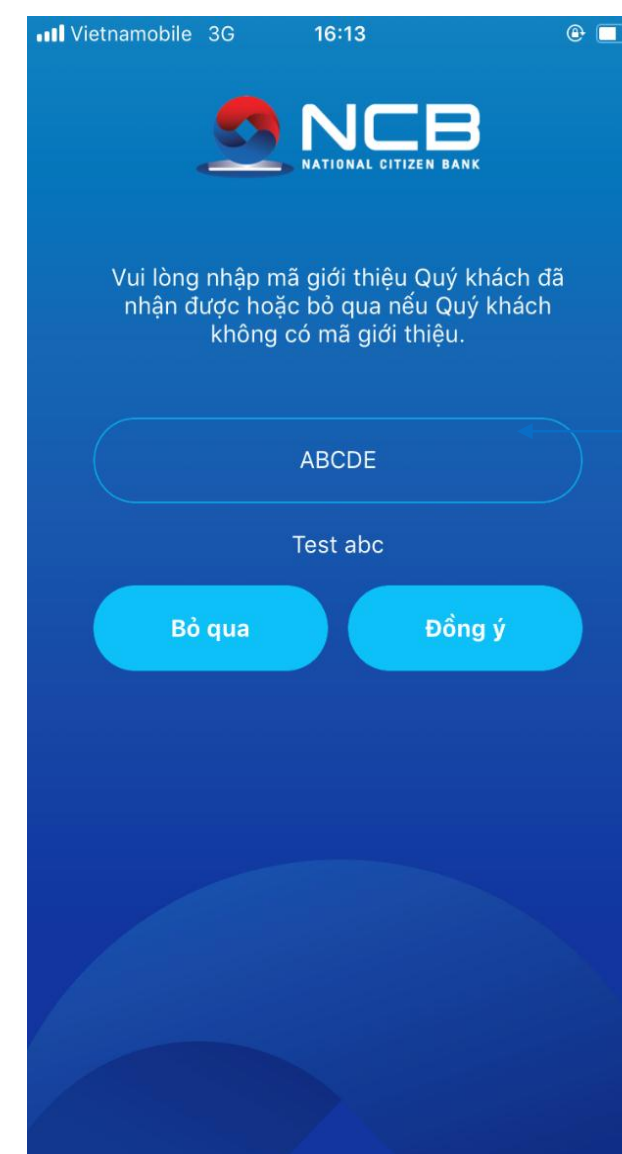 Vietnamobile 3G 16:13
NCB
NATIONAL CITIZEN BANK
Vui lòng nhập mã giới thiệu Quý khách đã
nhận được hoặc bỏ qua nếu Quý khách
không có mã giới thiệu.
ABCDE
Test abc
Bỏ qua Đồng ý